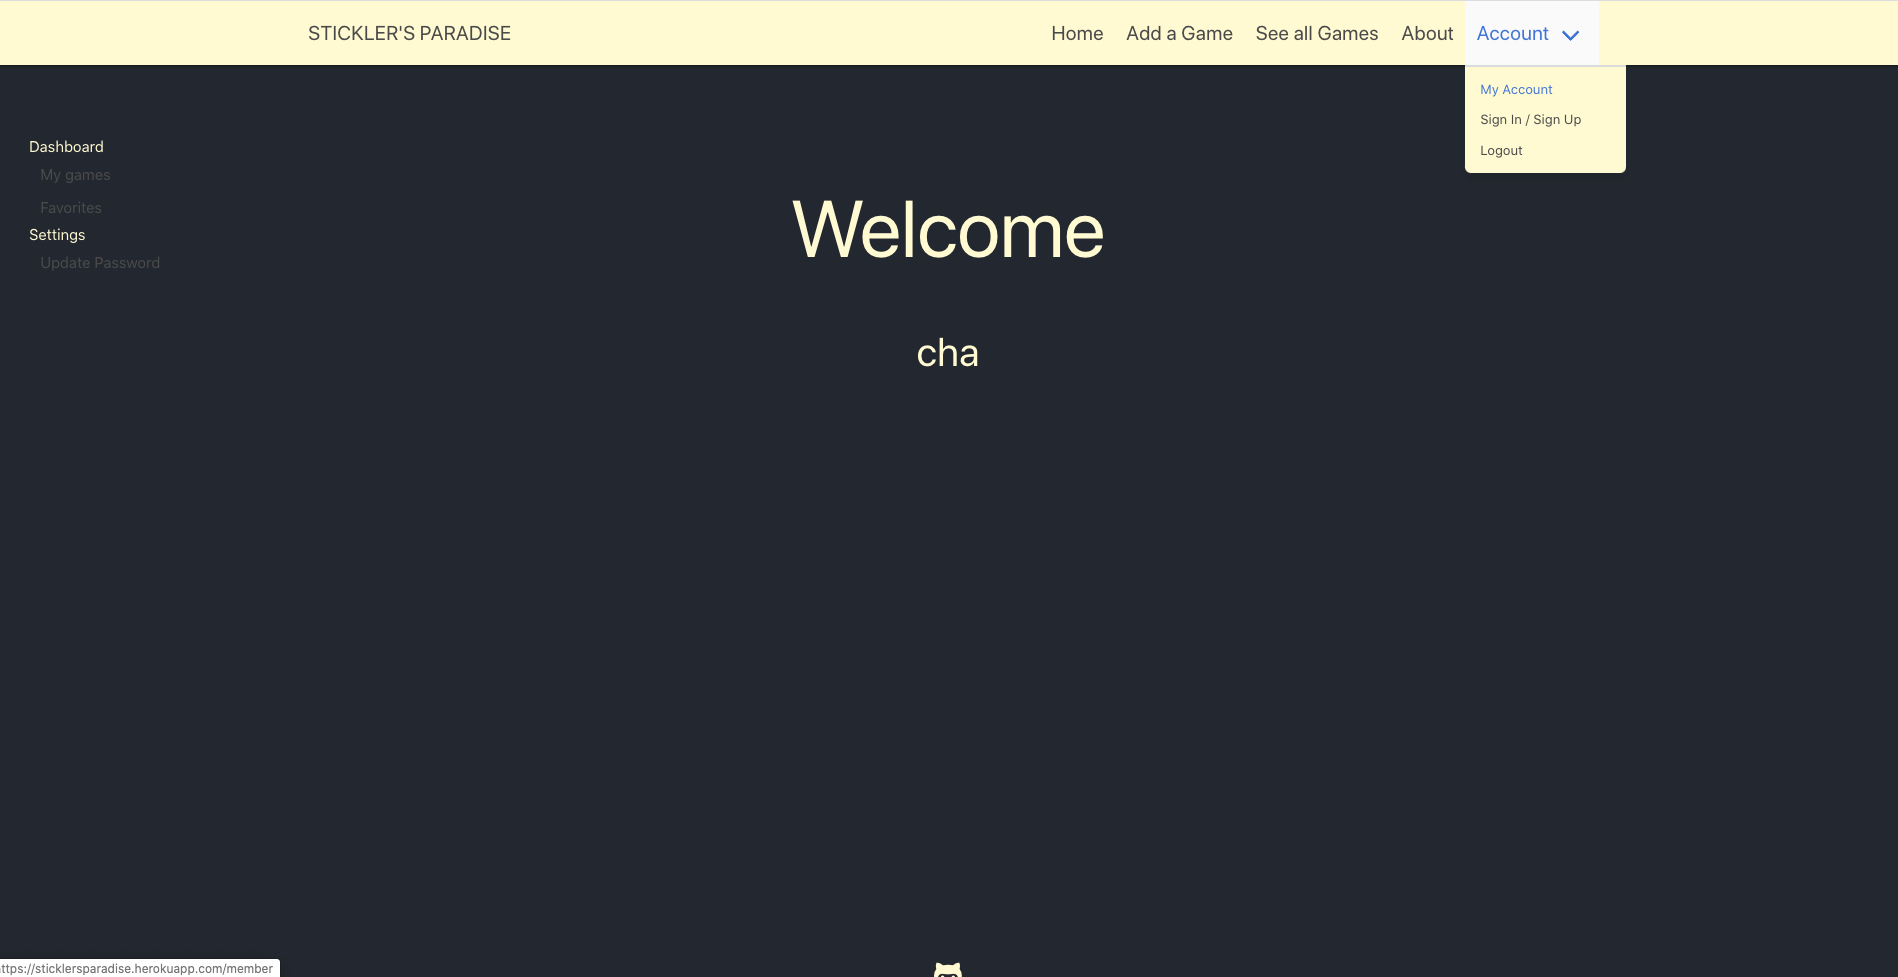 STICKLER'S PARADISE
Home
Add a Game
See all Games
About
Account
My Account
Sign In / Sign Up
Logout
Dashboard
My games
Favorites
Settings
Update Password
Welcome
cha
ttps://sticklersparadise.herokuapp.com/member